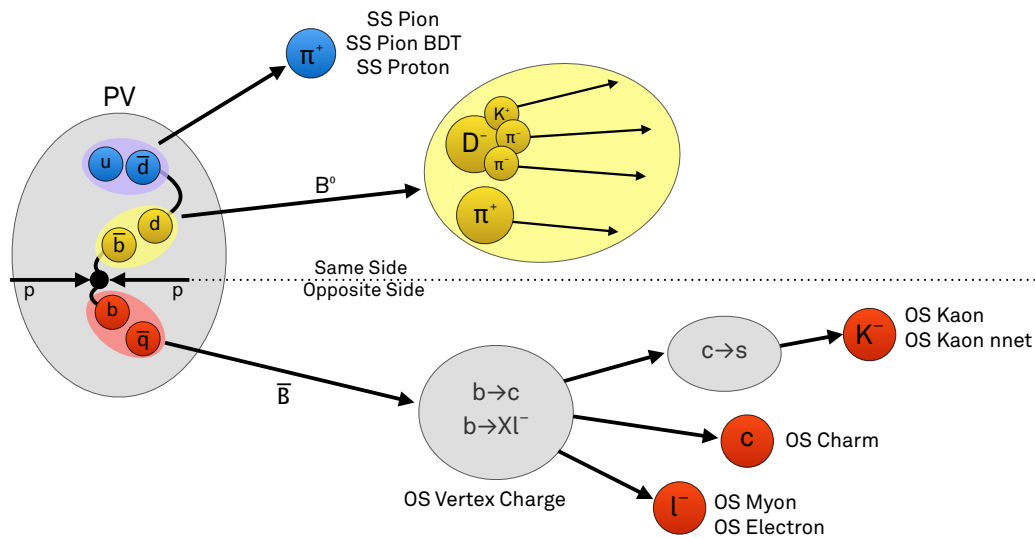 SS Pion
SS Pion BDT
SS Proton
π⁺
PV
u
d̅
d
b̅
B⁰
D⁻
K⁺
π⁻
π⁻
π⁺
p
p
Same Side
Opposite Side
b
q̅
B̅
b→c
b→Xl⁻
OS Vertex Charge
c→s
K⁻
OS Kaon
OS Kaon nnet
c
OS Charm
l⁻
OS Myon
OS Electron